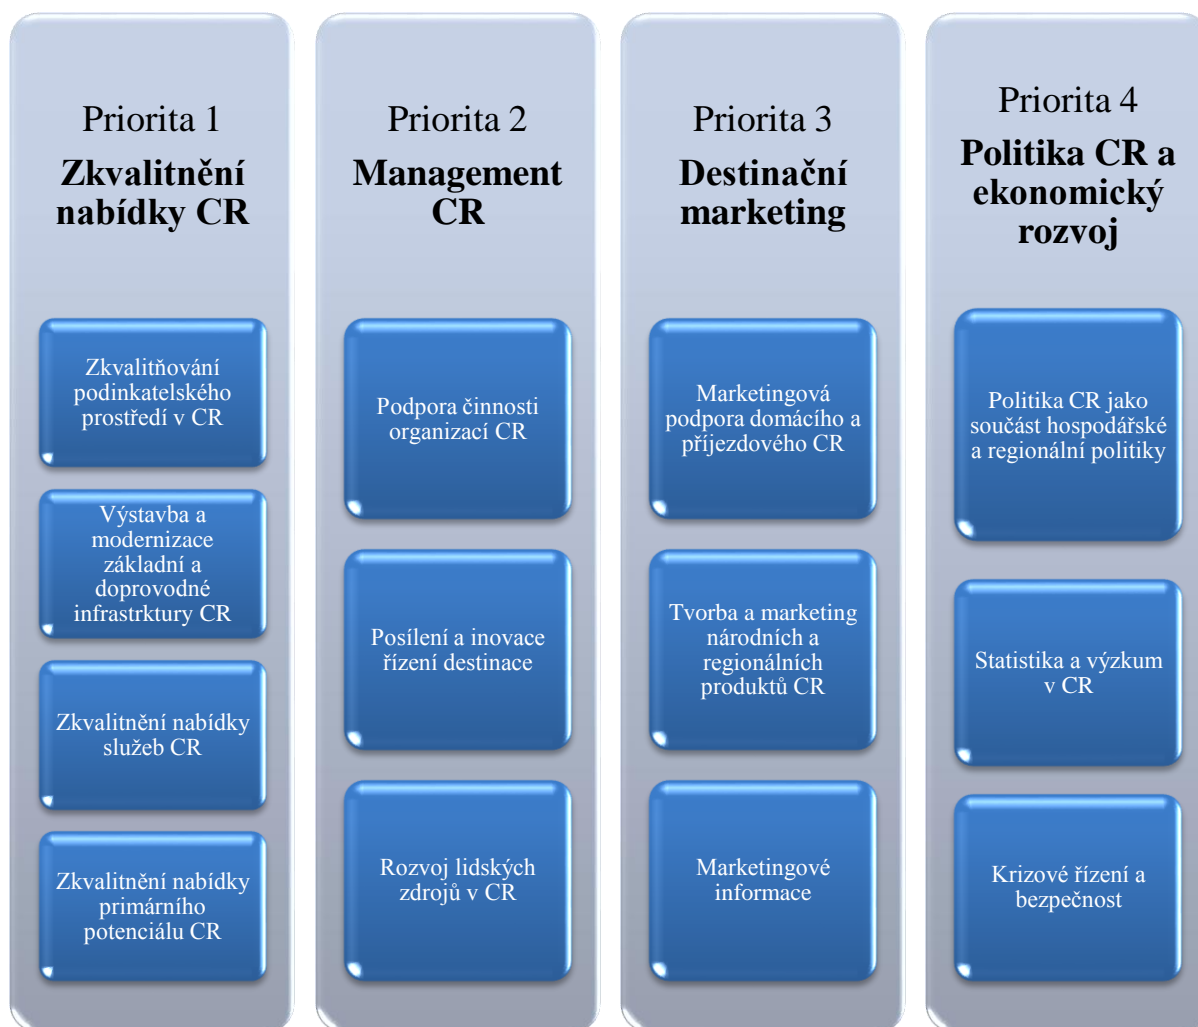 Priorita 1
Zkvalitnění
nabídky CR
Zkvalitňování
podinkatelského
prostředí v CR
Výstavba a
modernizace
základní a
doprovodné
infrastrktury CR
Zkvalitnění nabídky
služeb CR
Zkvalitnění nabídky
primárního
potenciálu CR
Priorita 2
Management
CR
Podpora činnosti
organizací CR
Posílení a inovace
řízení destinace
Rozvoj lidských
zdrojů v CR
Priorita 3
Destinační
marketing
Marketingová
podpora domácího a
příjezdového CR
Tvorba a marketing
národních a
regionálních
produktů CR
Marketingové
informace
Priorita 4
Politika CR a
ekonomický
rozvoj
Politika CR jako
součást hospodářské
a regionální politiky
Statistika a výzkum
v CR
Krizové řízení a
bezpečnost